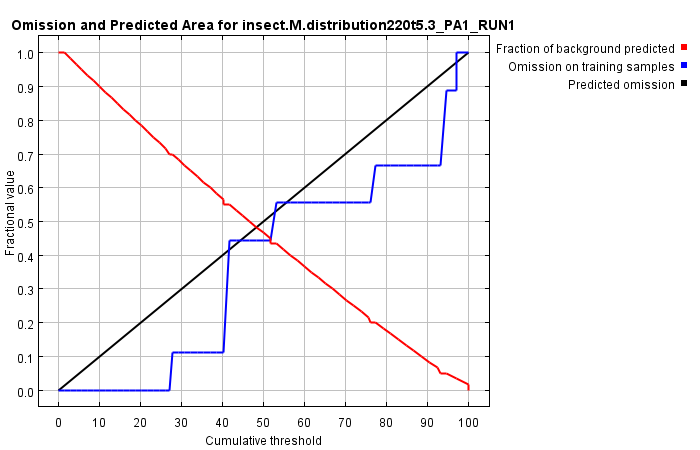 Omission and Predicted Area for insect.M.distribution220t5.3_PA1_RUN1
Fraction of background predicted
Omission on training samples
Predicted omission
Fractional value
1.0
0.9
0.8
0.7
0.6
0.5
0.4
0.3
0.2
0.1
0.0
0 10 20 30 40 50 60 70 80 90 100
Cumulative threshold